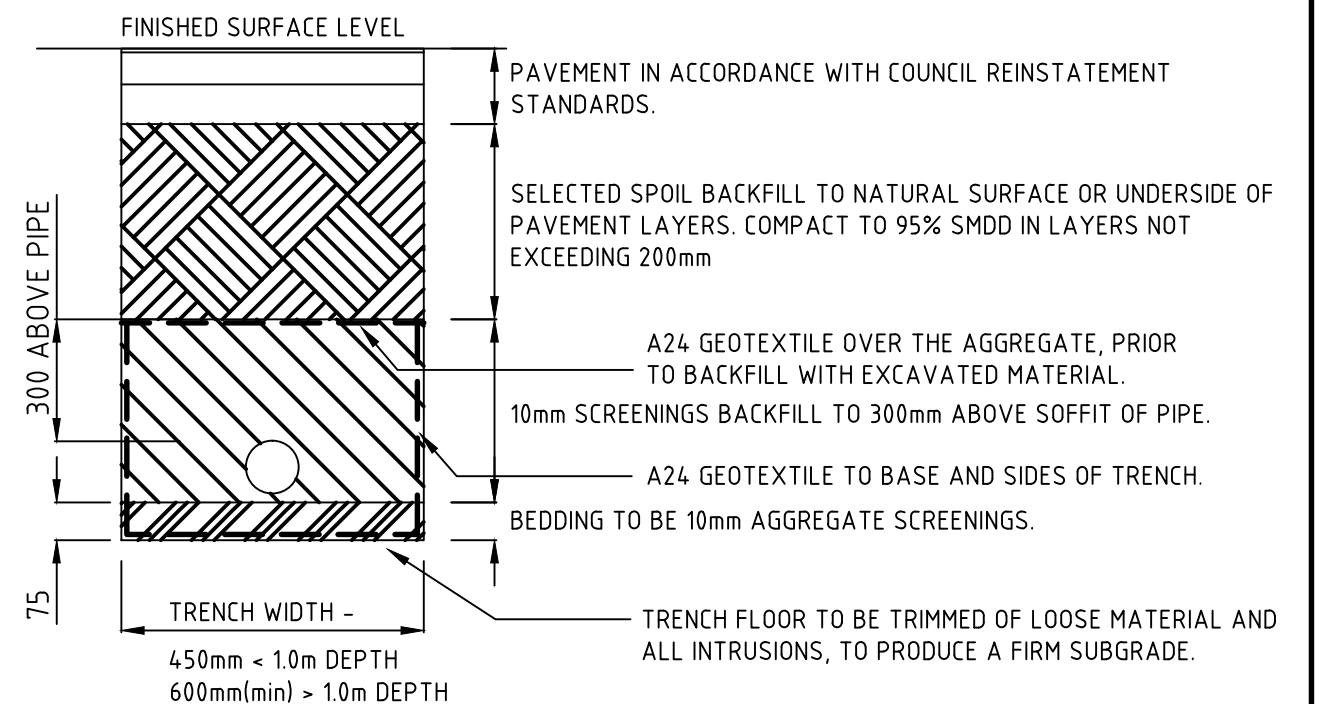 FINISHED SURFACE LEVEL
PAVEMENT IN ACCORDANCE WITH COUNCIL REINSTATEMENT
STANDARDS.
SELECTED SPOIL BACKFILL TO NATURAL SURFACE OR UNDERSIDE OF
PAVEMENT LAYERS. COMPACT TO 95% SMDD IN LAYERS NOT
EXCEEDING 200mm
300 ABOVE PIPE
A24 GEOTEXTILE OVER THE AGGREGATE, PRIOR
TO BACKFILL WITH EXCAVATED MATERIAL.
10mm SCREENINGS BACKFILL TO 300mm ABOVE SOFFIT OF PIPE.
A24 GEOTEXTILE TO BASE AND SIDES OF TRENCH.
BEDDING TO BE 10mm AGGREGATE SCREENINGS.
75
TRENCH WIDTH -
450mm < 1.0m DEPTH
600mm(min) > 1.0m DEPTH
TRENCH FLOOR TO BE TRIMMED OF LOOSE MATERIAL AND
ALL INTRUSIONS, TO PRODUCE A FIRM SUBGRADE.